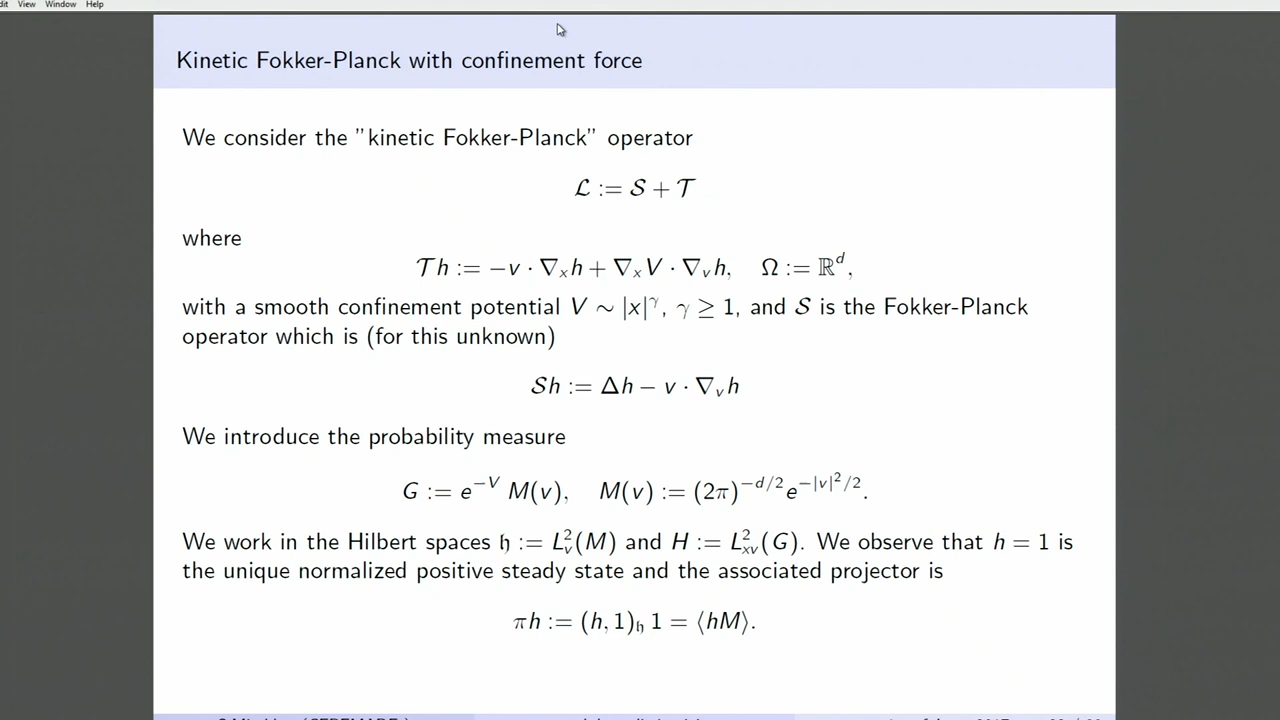 View Window Help
Kinetic Fokker-Planck with confinement force
We consider the "kinetic Fokker-Planck" operator
ℒ := 𝒮 + 𝒯
where
𝒯h := −v · ∇ₓh + ∇ₓV · ∇ᵥh, Ω := ℝᵈ,
with a smooth confinement potential V ∼ |x|^γ, γ ≥ 1, and 𝒮 is the Fokker-Planck
operator which is (for this unknown)
𝒮h := Δh − v · ∇ᵥh
We introduce the probability measure
G := e^{−V} M(v), M(v) := (2π)^{−d/2} e^{−|v|²/2}.
We work in the Hilbert spaces 𝔥 := L²_v(M) and H := L²_{xv}(G). We observe that h = 1 is
the unique normalized positive steady state and the associated projector is
πh := (h, 1)_𝔥 1 = ⟨hM⟩.